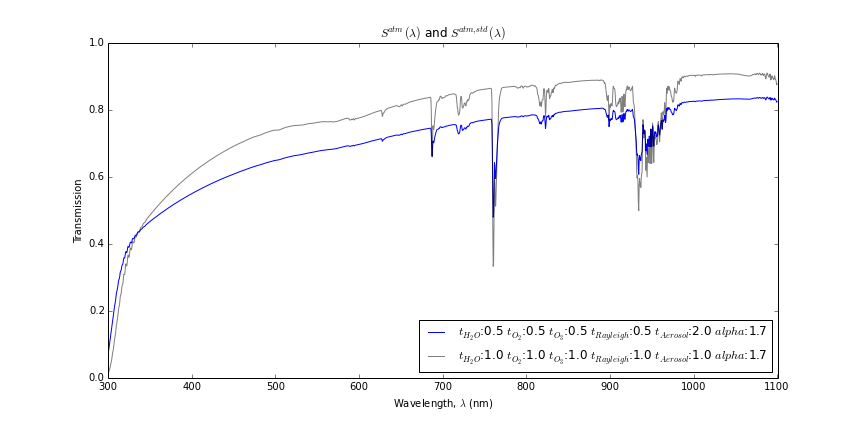 S^{atm}(λ) and S^{atm,std}(λ)
1.0
0.8
0.6
0.4
0.2
0.0
Transmission
t_{H_2O}:0.5 t_{O_2}:0.5 t_{O_3}:0.5 t_{Rayleigh}:0.5 t_{Aerosol}:2.0 alpha:1.7
t_{H_2O}:1.0 t_{O_2}:1.0 t_{O_3}:1.0 t_{Rayleigh}:1.0 t_{Aerosol}:1.0 alpha:1.7
300 400 500 600 700 800 900 1000 1100
Wavelength, λ (nm)